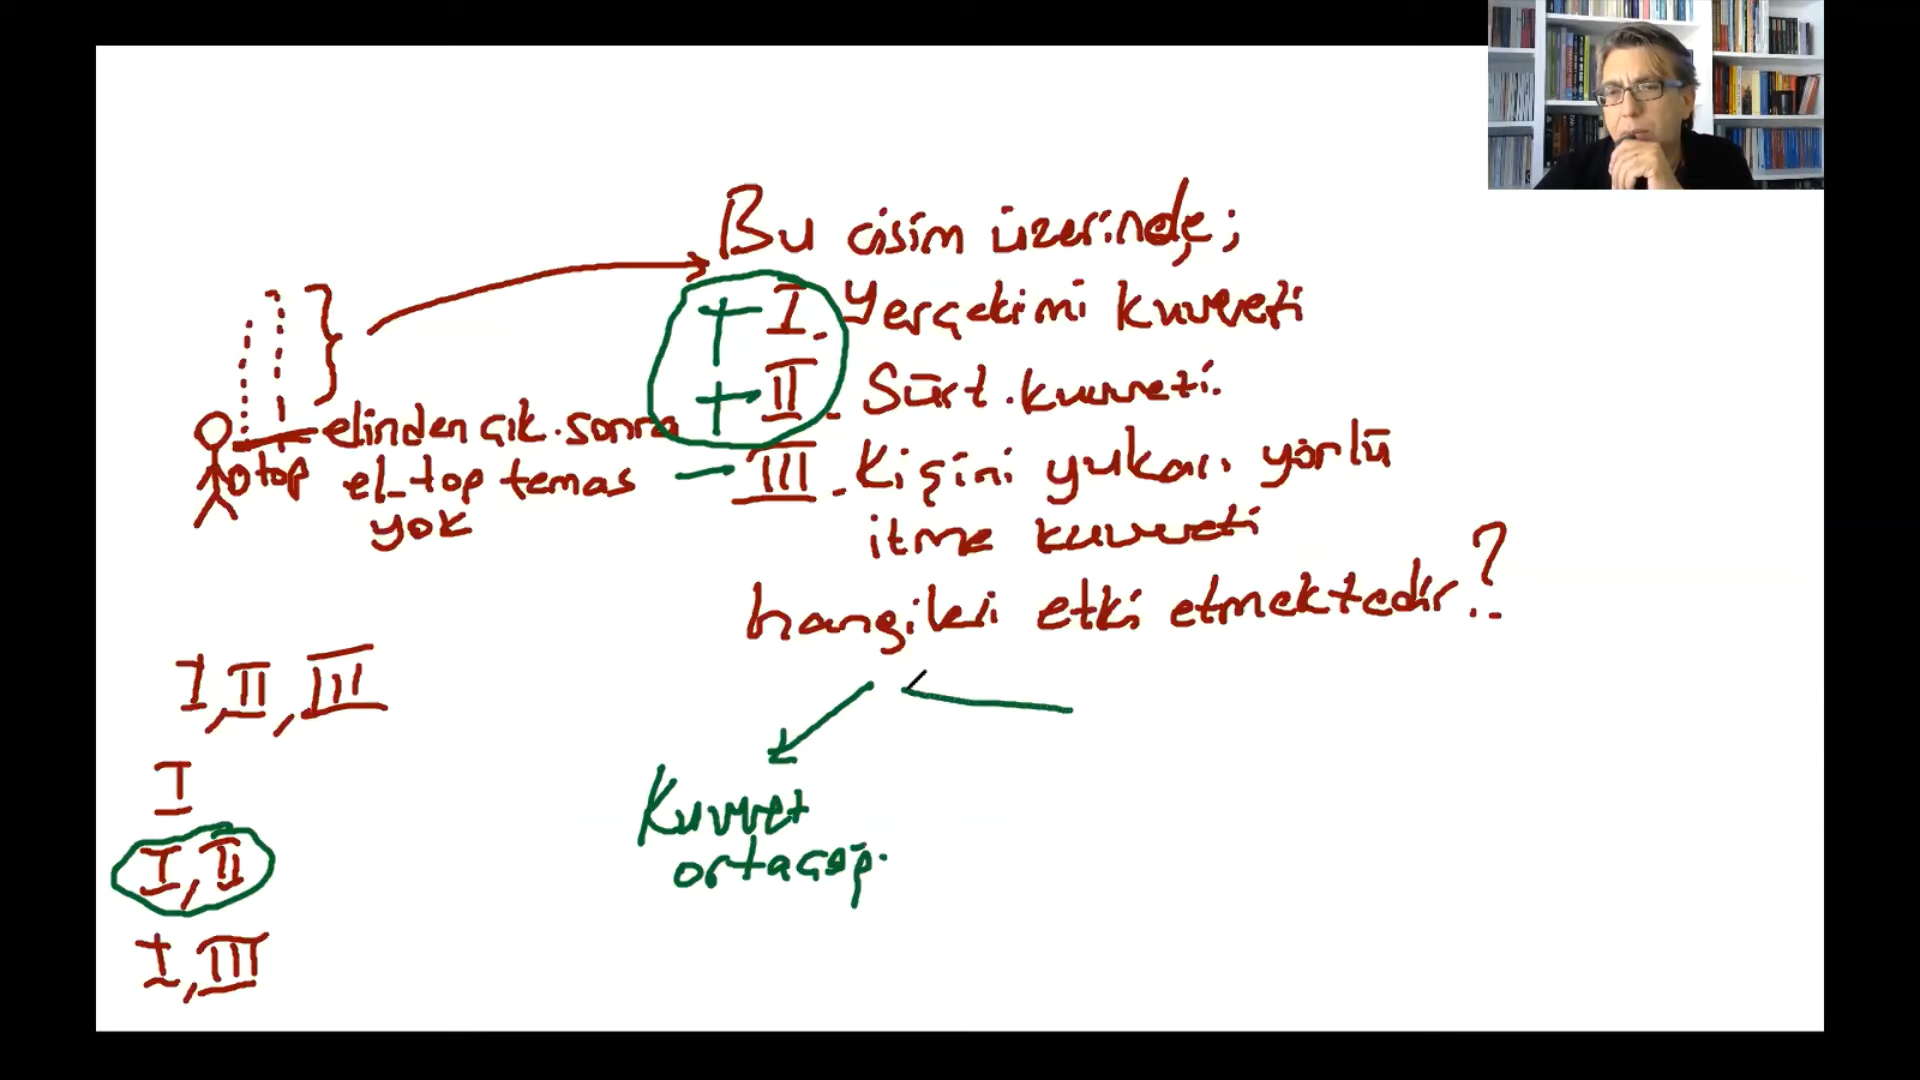 Bu cisim üzerinde;
I. Yerçekimi kuvveti
II. Sürt. kuvveti.
III. Kişini yukarı yönlü
itme kuvveti
hangileri etki etmektedir?
elinden çık. sonra
top el-top temas
yok
I, II, III
I
I, II
I, III
Kuvvet